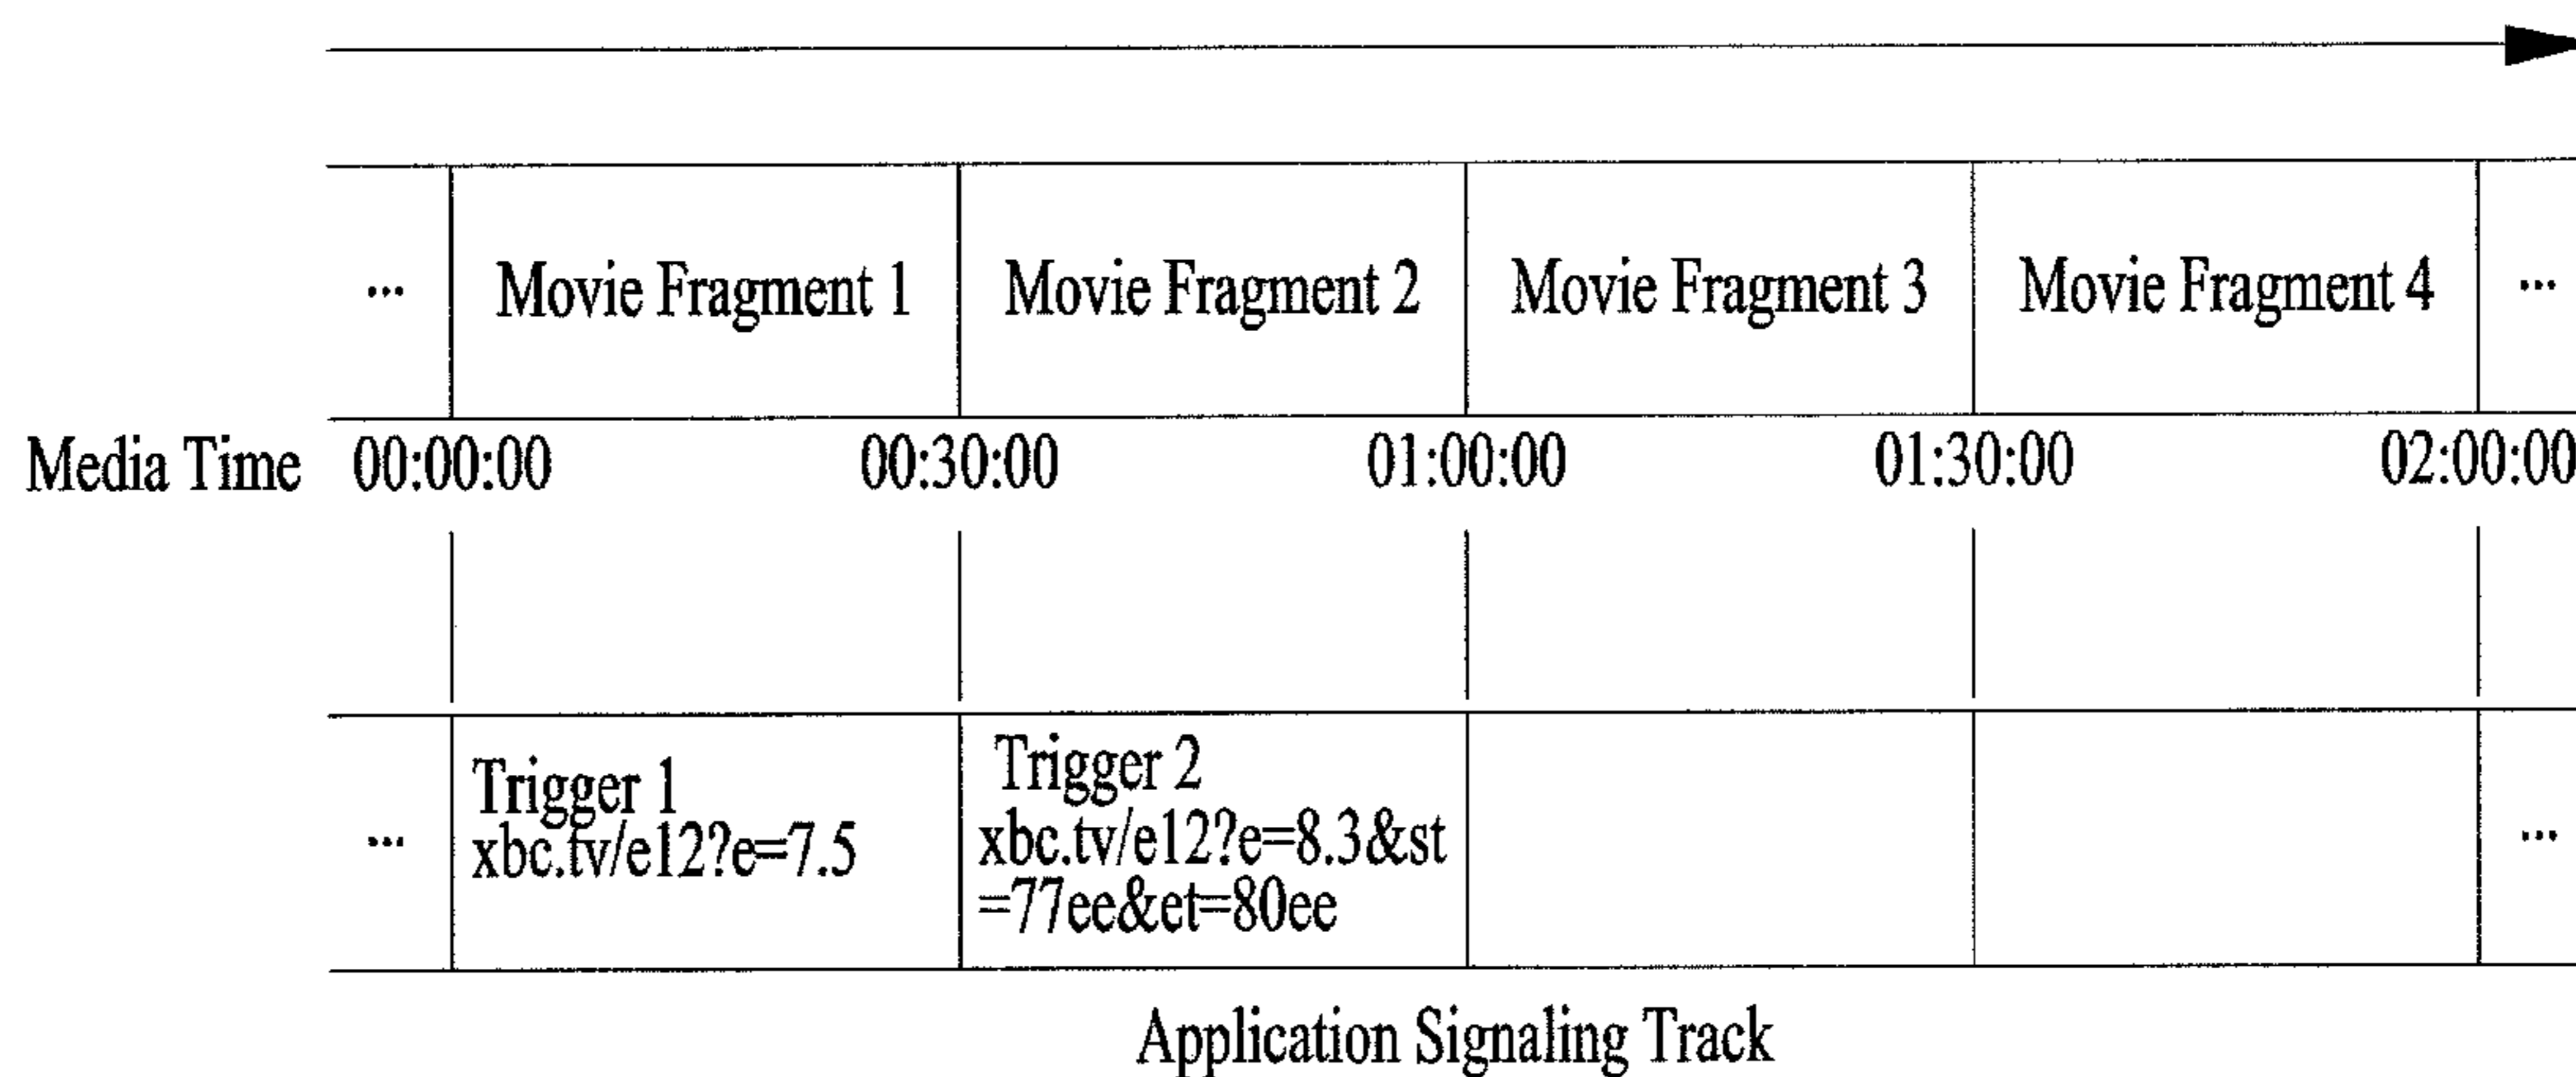 ... Movie Fragment 1 Movie Fragment 2 Movie Fragment 3 Movie Fragment 4 ...
Media Time 00:00:00 00:30:00 01:00:00 01:30:00 02:00:00
... Trigger 1
xbc.tv/e12?e=7.5
Trigger 2
xbc.tv/e12?e=8.3&st
=77ee&et=80ee
...
Application Signaling Track